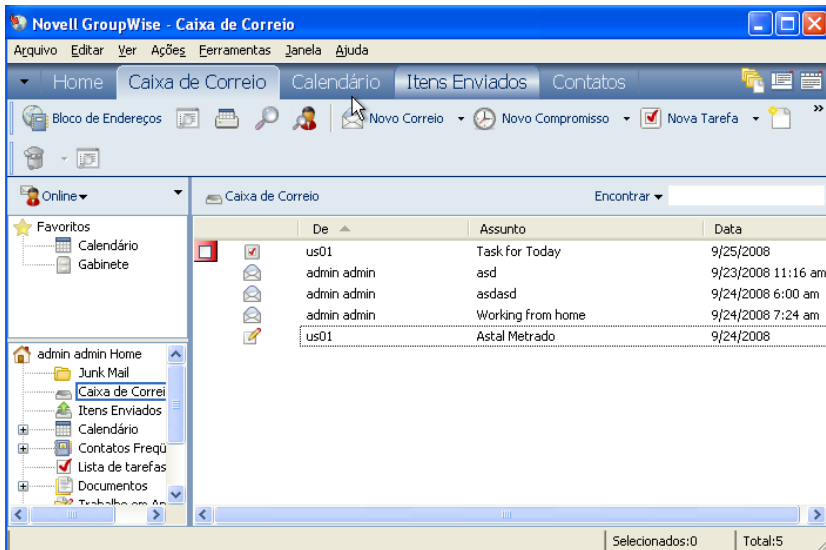 Novell GroupWise - Caixa de Correio
Arquivo Editar Ver Ações Ferramentas Janela Ajuda
Home Caixa de Correio Calendário Itens Enviados Contatos
Bloco de Endereços Novo Correio Novo Compromisso Nova Tarefa »
Online Caixa de Correio Encontrar
Favoritos
Calendário
Gabinete
De Assunto Data
us01 Task for Today 9/25/2008
admin admin asd 9/23/2008 11:16 am
admin admin asdasd 9/24/2008 6:00 am
admin admin Working from home 9/24/2008 7:24 am
us01 Astal Metrado 9/24/2008
admin admin Home
Junk Mail
Caixa de Correi
Itens Enviados
Calendário
Contatos Freqü
Lista de tarefas
Documentos
Trabalho em An
Selecionados:0 Total:5